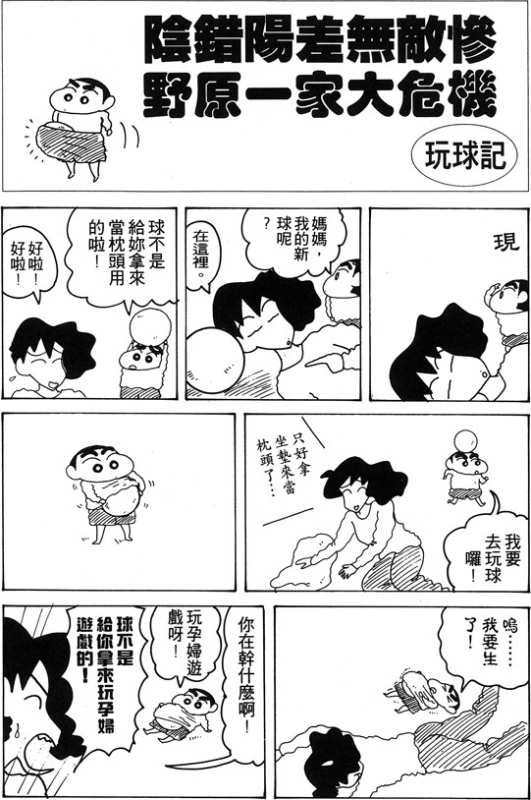 陰錯陽差無敵慘
野原一家大危機
玩球記
現
媽媽，
我的新
球呢
？
在這裡。
球不是
給妳拿來
當枕頭用
的啦！
好啦！
好啦！
我要
去玩球
囉！
只好拿
坐墊來當
枕頭了…
嗚……
我要生
了！
你在幹什麼啊！
玩孕婦遊
戲呀！
球不是
給你拿來玩孕婦
遊戲的！